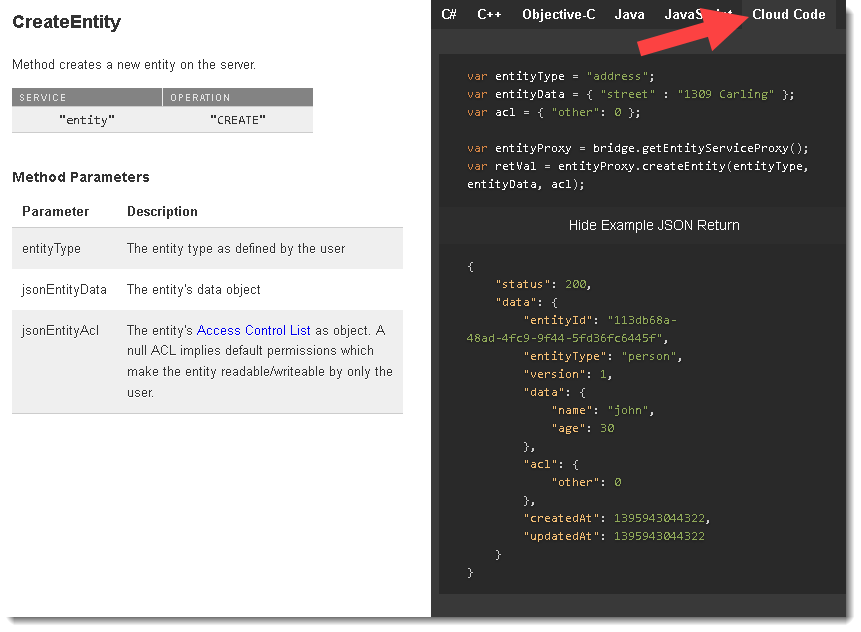 CreateEntity
Method creates a new entity on the server.
SERVICE OPERATION
"entity" "CREATE"
Method Parameters
Parameter Description
entityType The entity type as defined by the user
jsonEntityData The entity's data object
jsonEntityAcl The entity's Access Control List as object. A
null ACL implies default permissions which
make the entity readable/writeable by only the
user.
C# C++ Objective-C Java Cloud Code
var entityType = "address";
var entityData = { "street" : "1309 Carling" };
var acl = { "other": 0 };
var entityProxy = bridge.getEntityServiceProxy();
var retVal = entityProxy.createEntity(entityType,
entityData, acl);
Hide Example JSON Return
{
"status": 200,
"data": {
"entityId": "113db68a-
48ad-4fc9-9f44-5fd36fc6445f",
"entityType": "person",
"version": 1,
"data": {
"name": "john",
"age": 30
},
"acl": {
"other": 0
},
"createdAt": 1395943044322,
"updatedAt": 1395943044322
}
}